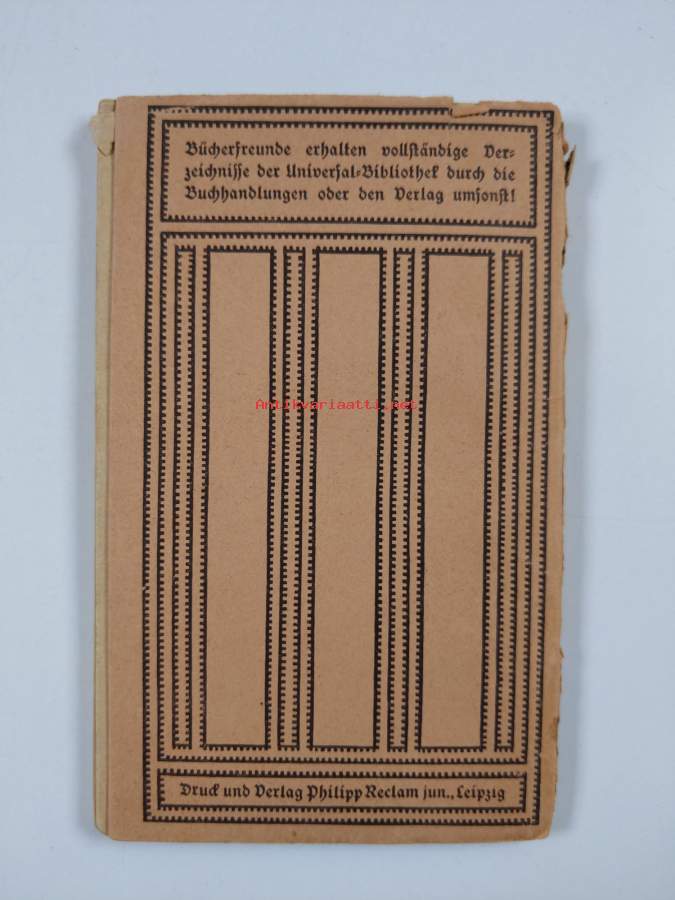 Bücherfreunde erhalten vollständige Ver-
zeichnisse der Universal-Bibliothek durch die
Buchhandlungen oder den Verlag umsonst!
Antikvariaatti.net
Druck und Verlag Philipp Reclam jun., Leipzig